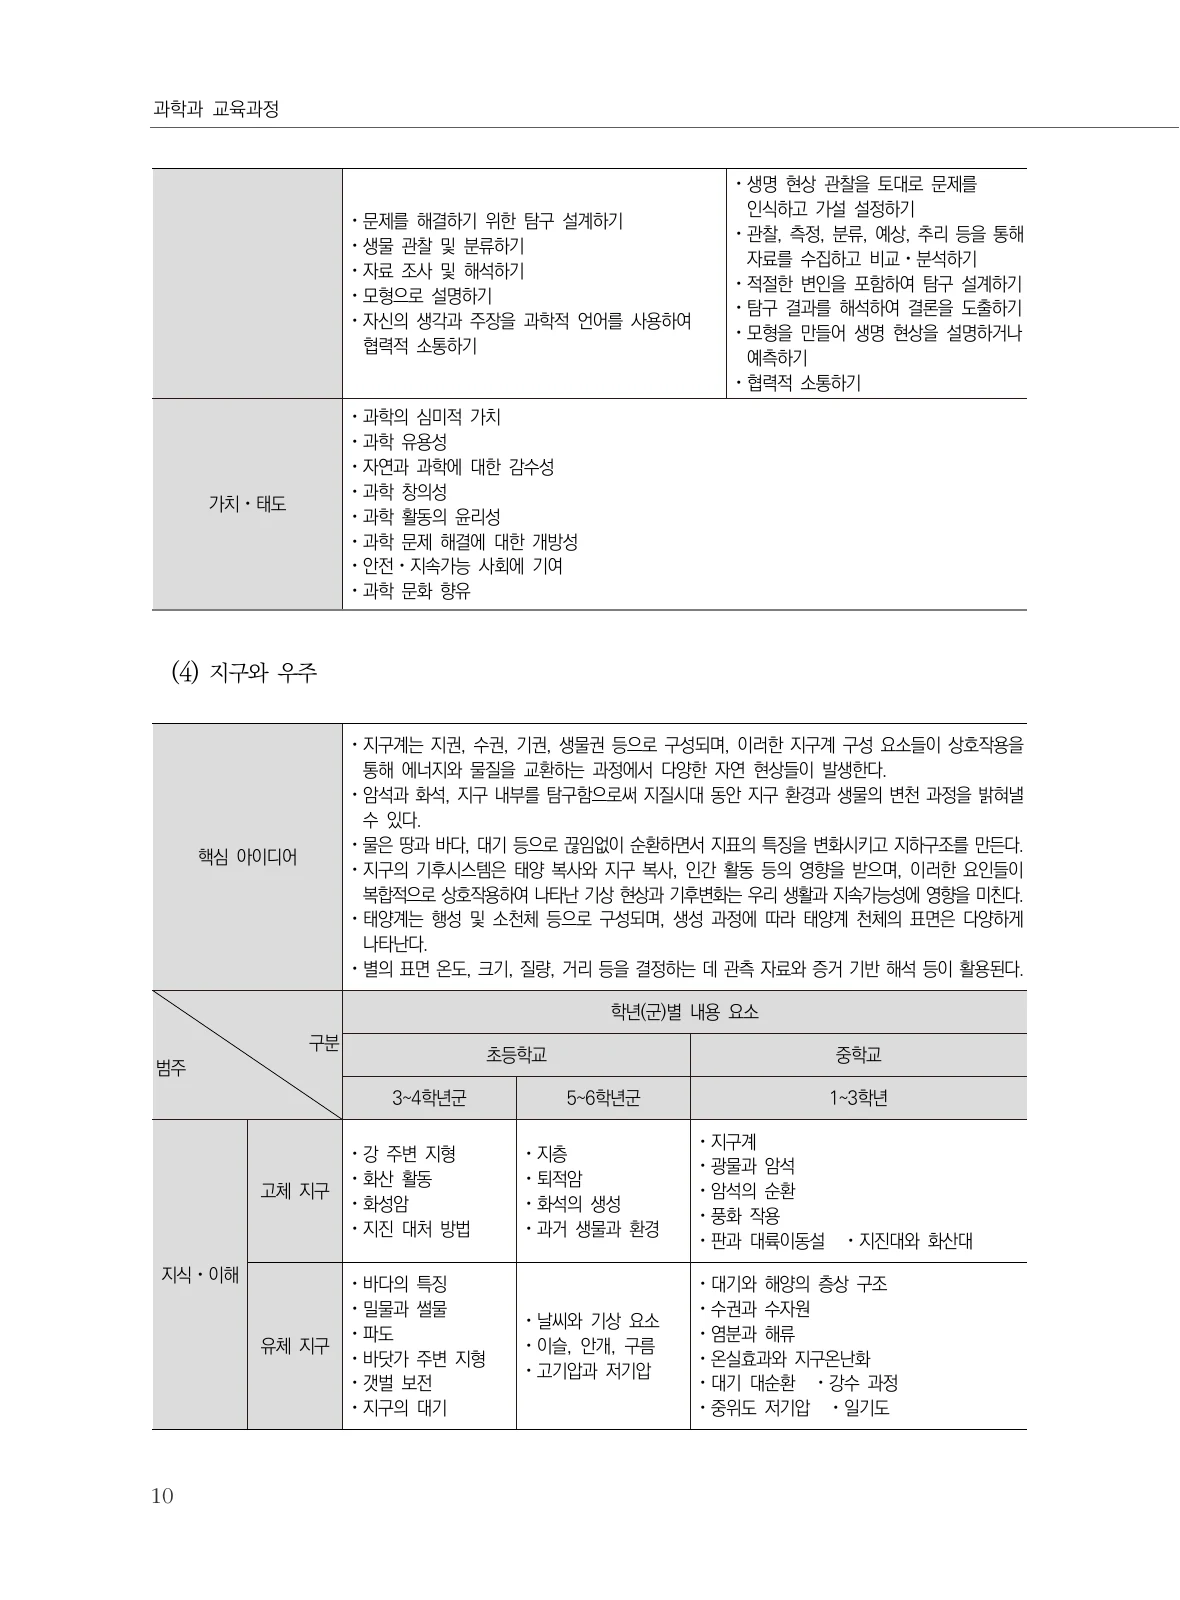 과학과 교육과정
・문제를 해결하기 위한 탐구 설계하기
・생물 관찰 및 분류하기
・자료 조사 및 해석하기
・모형으로 설명하기
・자신의 생각과 주장을 과학적 언어를 사용하여
협력적 소통하기
・생명 현상 관찰을 토대로 문제를
인식하고 가설 설정하기
・관찰, 측정, 분류, 예상, 추리 등을 통해
자료를 수집하고 비교・분석하기
・적절한 변인을 포함하여 탐구 설계하기
・탐구 결과를 해석하여 결론을 도출하기
・모형을 만들어 생명 현상을 설명하거나
예측하기
・협력적 소통하기
가치・태도
・과학의 심미적 가치
・과학 유용성
・자연과 과학에 대한 감수성
・과학 창의성
・과학 활동의 윤리성
・과학 문제 해결에 대한 개방성
・안전・지속가능 사회에 기여
・과학 문화 향유
(4) 지구와 우주
핵심 아이디어
・지구계는 지권, 수권, 기권, 생물권 등으로 구성되며, 이러한 지구계 구성 요소들이 상호작용을
통해 에너지와 물질을 교환하는 과정에서 다양한 자연 현상들이 발생한다.
・암석과 화석, 지구 내부를 탐구함으로써 지질시대 동안 지구 환경과 생물의 변천 과정을 밝혀낼
수 있다.
・물은 땅과 바다, 대기 등으로 끊임없이 순환하면서 지표의 특징을 변화시키고 지하구조를 만든다.
・지구의 기후시스템은 태양 복사와 지구 복사, 인간 활동 등의 영향을 받으며, 이러한 요인들이
복합적으로 상호작용하여 나타난 기상 현상과 기후변화는 우리 생활과 지속가능성에 영향을 미친다.
・태양계는 행성 및 소천체 등으로 구성되며, 생성 과정에 따라 태양계 천체의 표면은 다양하게
나타난다.
・별의 표면 온도, 크기, 질량, 거리 등을 결정하는 데 관측 자료와 증거 기반 해석 등이 활용된다.
구분
범주
학년(군)별 내용 요소
초등학교
중학교
3~4학년군
5~6학년군
1~3학년
지식・이해
고체 지구
・강 주변 지형
・화산 활동
・화성암
・지진 대처 방법
・지층
・퇴적암
・화석의 생성
・과거 생물과 환경
・지구계
・광물과 암석
・암석의 순환
・풍화 작용
・판과 대륙이동설 ・지진대와 화산대
유체 지구
・바다의 특징
・밀물과 썰물
・파도
・바닷가 주변 지형
・갯벌 보전
・지구의 대기
・날씨와 기상 요소
・이슬, 안개, 구름
・고기압과 저기압
・대기와 해양의 층상 구조
・수권과 수자원
・염분과 해류
・온실효과와 지구온난화
・대기 대순환 ・강수 과정
・중위도 저기압 ・일기도
10